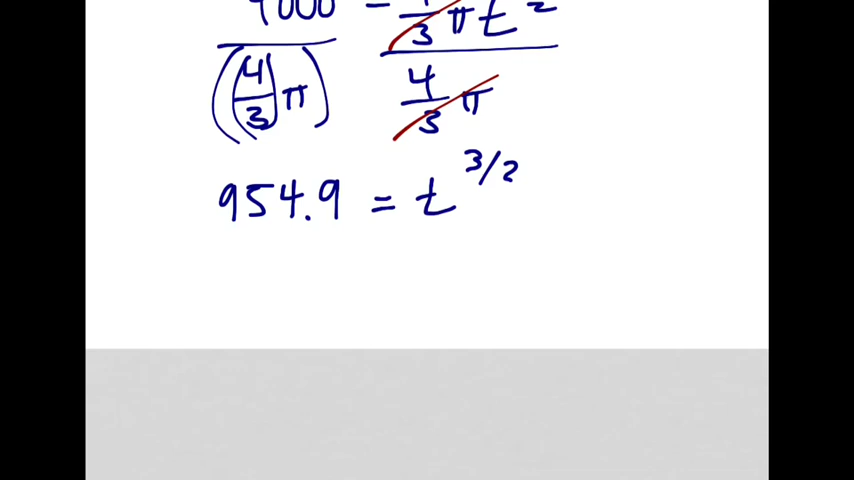 4000 = 4/3 π t^3/2
(4/3 π) 4/3 π
954.9 = t^3/2